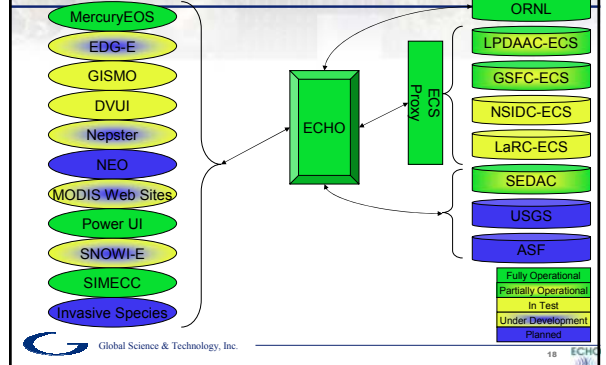 MercuryEOS
EDG-E
GISMO
DVUI
Nepster
NEO
MODIS Web Sites
Power UI
SNOWI-E
SIMECC
Invasive Species
ECHO
ECS
Proxy
ORNL
LPDAAC-ECS
GSFC-ECS
NSIDC-ECS
LaRC-ECS
SEDAC
USGS
ASF
Fully Operational
Partially Operational
In Test
Under Development
Planned
Global Science & Technology, Inc.
18 ECHO